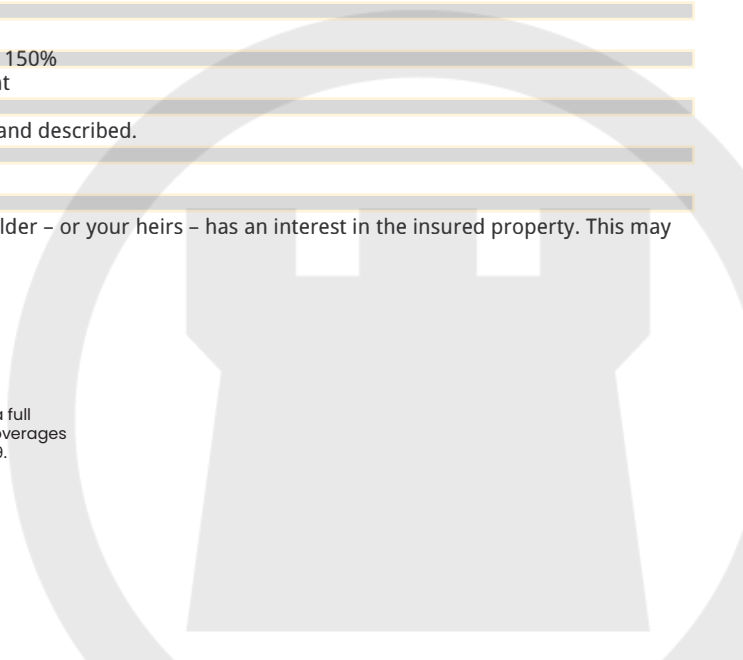 150%
nt
and described.
lder – or your heirs – has an interest in the insured property. This may
a full
overages
9.